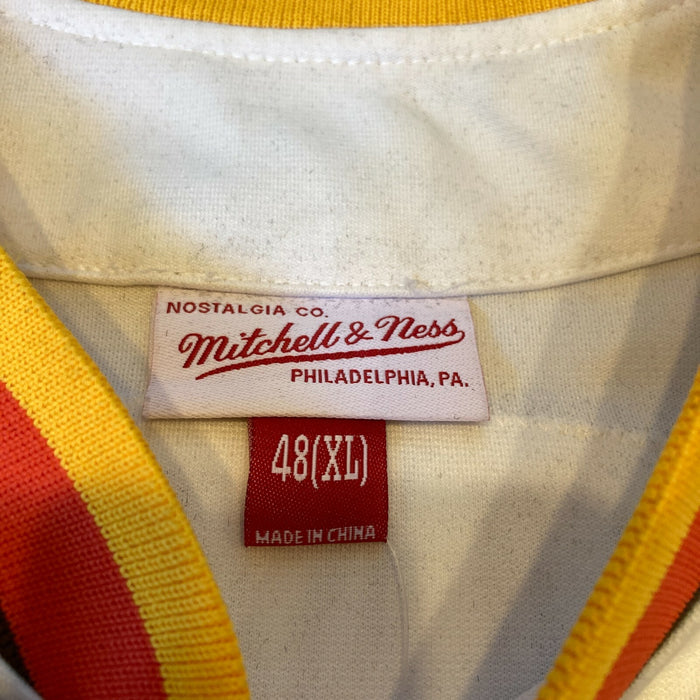 NOSTALGIA CO.
Mitchell & Ness
PHILADELPHIA, PA.
48(XL)
MADE IN CHINA